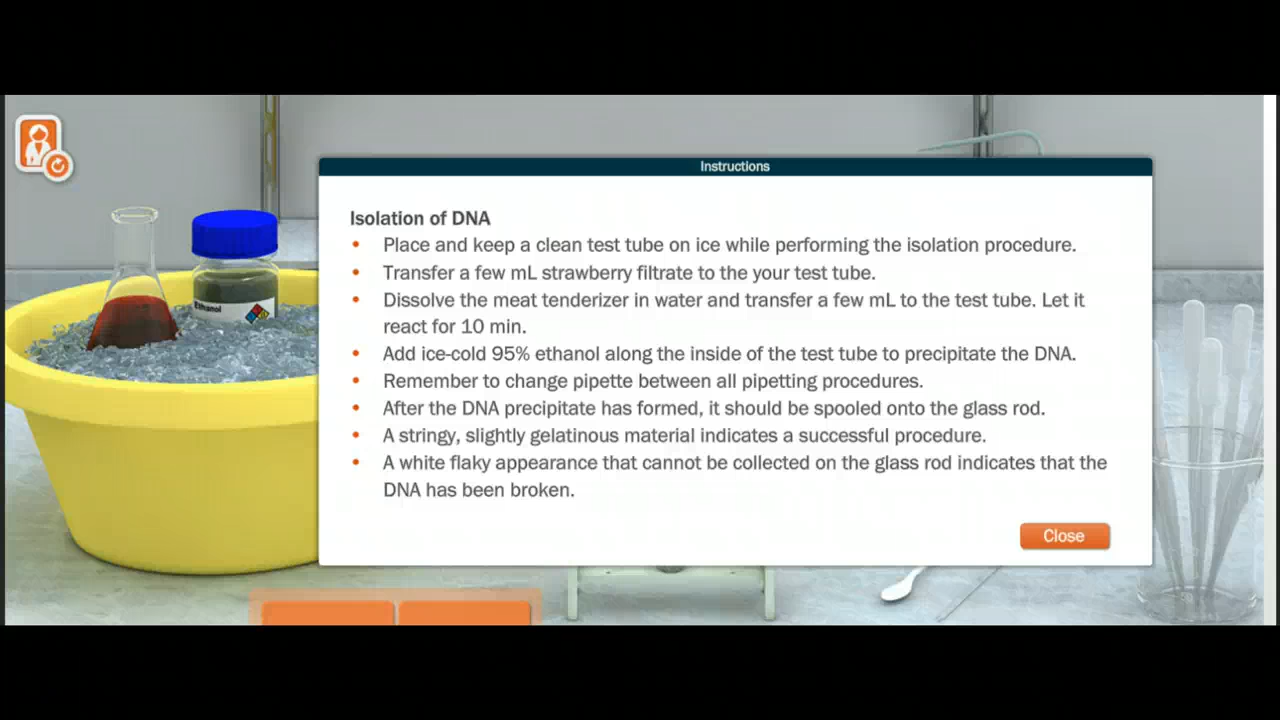 Instructions
Isolation of DNA
• Place and keep a clean test tube on ice while performing the isolation procedure.
• Transfer a few mL strawberry filtrate to the your test tube.
• Dissolve the meat tenderizer in water and transfer a few mL to the test tube. Let it
react for 10 min.
• Add ice-cold 95% ethanol along the inside of the test tube to precipitate the DNA.
• Remember to change pipette between all pipetting procedures.
• After the DNA precipitate has formed, it should be spooled onto the glass rod.
• A stringy, slightly gelatinous material indicates a successful procedure.
• A white flaky appearance that cannot be collected on the glass rod indicates that the
DNA has been broken.
Close
Ethanol